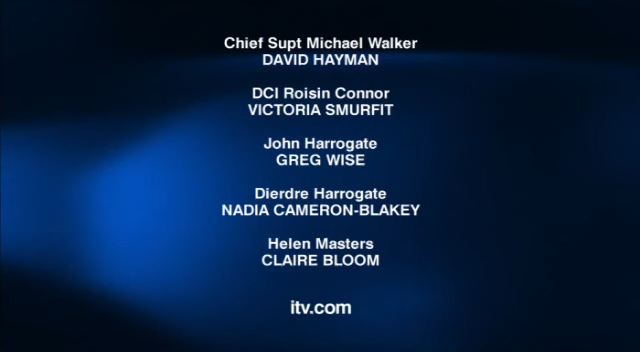 Chief Supt Michael Walker
DAVID HAYMAN
DCI Roisin Connor
VICTORIA SMURFIT
John Harrogate
GREG WISE
Dierdre Harrogate
NADIA CAMERON-BLAKEY
Helen Masters
CLAIRE BLOOM
itv.com